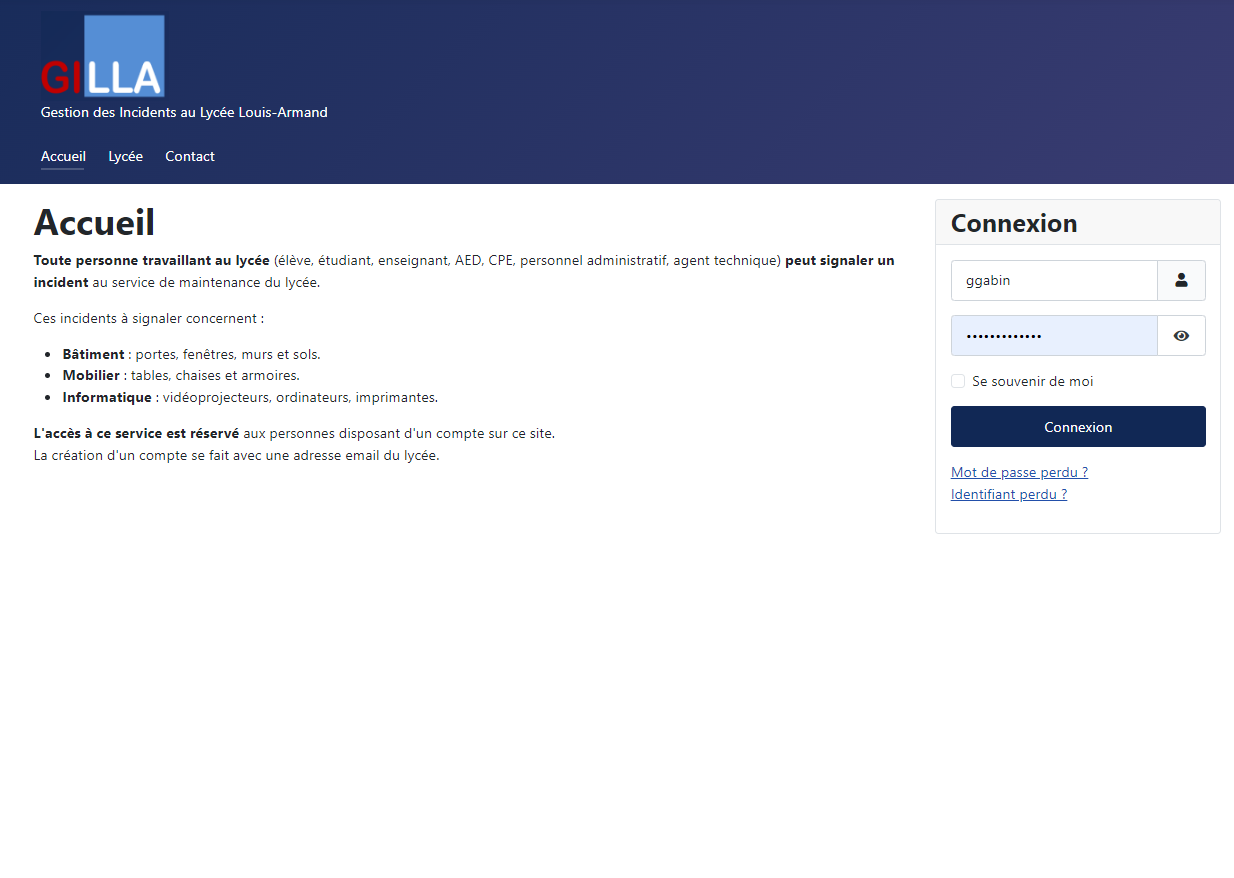 GILLA
Gestion des Incidents au Lycée Louis-Armand
Accueil Lycée Contact
Accueil
Toute personne travaillant au lycée (élève, étudiant, enseignant, AED, CPE, personnel administratif, agent technique) peut signaler un
incident au service de maintenance du lycée.
Ces incidents à signaler concernent :
• Bâtiment : portes, fenêtres, murs et sols.
• Mobilier : tables, chaises et armoires.
• Informatique : vidéoprojecteurs, ordinateurs, imprimantes.
L'accès à ce service est réservé aux personnes disposant d'un compte sur ce site.
La création d'un compte se fait avec une adresse email du lycée.
Connexion
ggabin
•••••••••••••
Se souvenir de moi
Connexion
Mot de passe perdu ?
Identifiant perdu ?